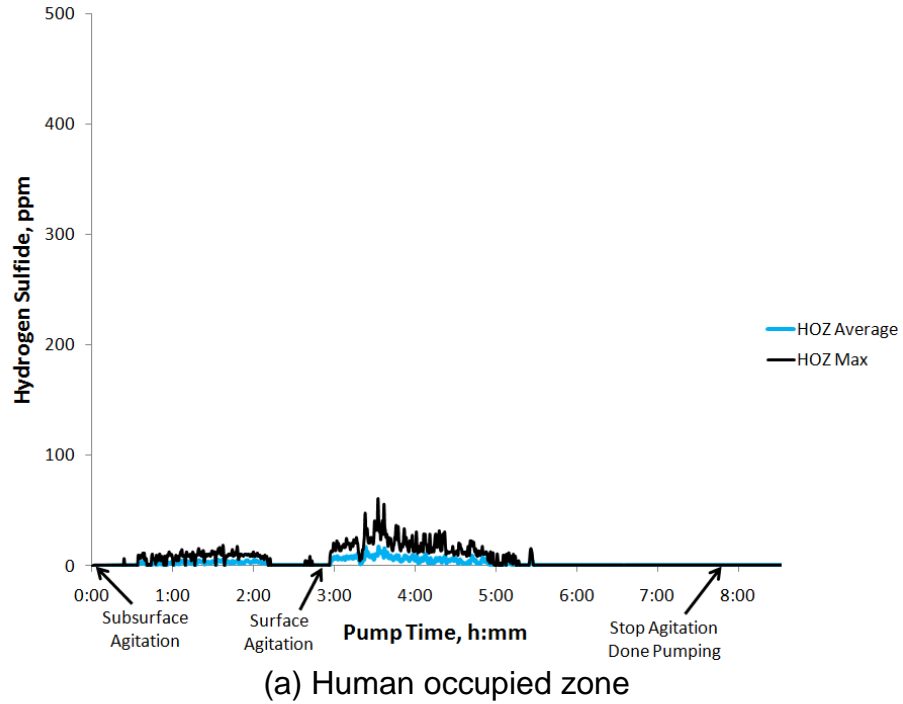 500
400
300
200
100
0
Hydrogen Sulfide, ppm
HOZ Average
HOZ Max
0:00 1:00 2:00 3:00 4:00 5:00 6:00 7:00 8:00
Subsurface
Agitation
Surface
Agitation
Pump Time, h:mm
Stop Agitation
Done Pumping
(a) Human occupied zone